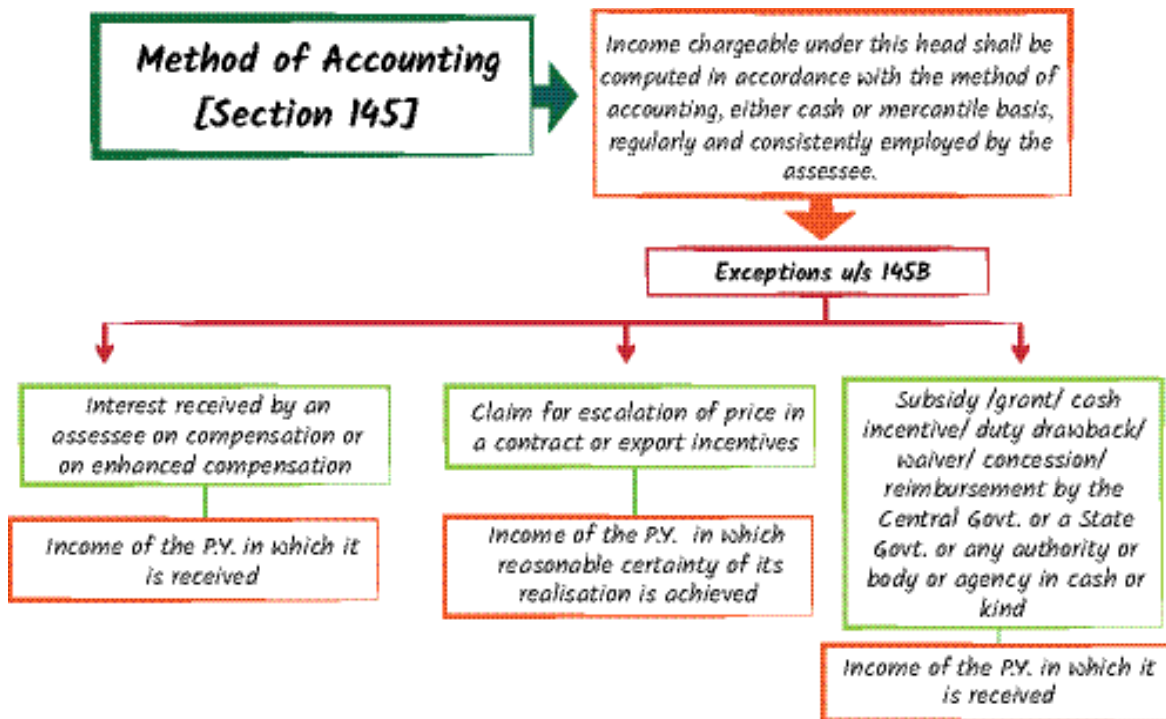 Method of Accounting
[Section 145]
Income chargeable under this head shall be
computed in accordance with the method of
accounting, either cash or mercantile basis,
regularly and consistently employed by the
assessee.
Exceptions u/s 145B
Interest received by an
assessee on compensation or
on enhanced compensation
Income of the P.Y. in which it
is received
Claim for escalation of price in
a contract or export incentives
Income of the P.Y. in which
reasonable certainty of its
realisation is achieved
Subsidy /grant/ cash
incentive/ duty drawback/
waiver/ concession/
reimbursement by the
Central Govt. or a State
Govt. or any authority or
body or agency in cash or
kind
Income of the P.Y. in which it
is received